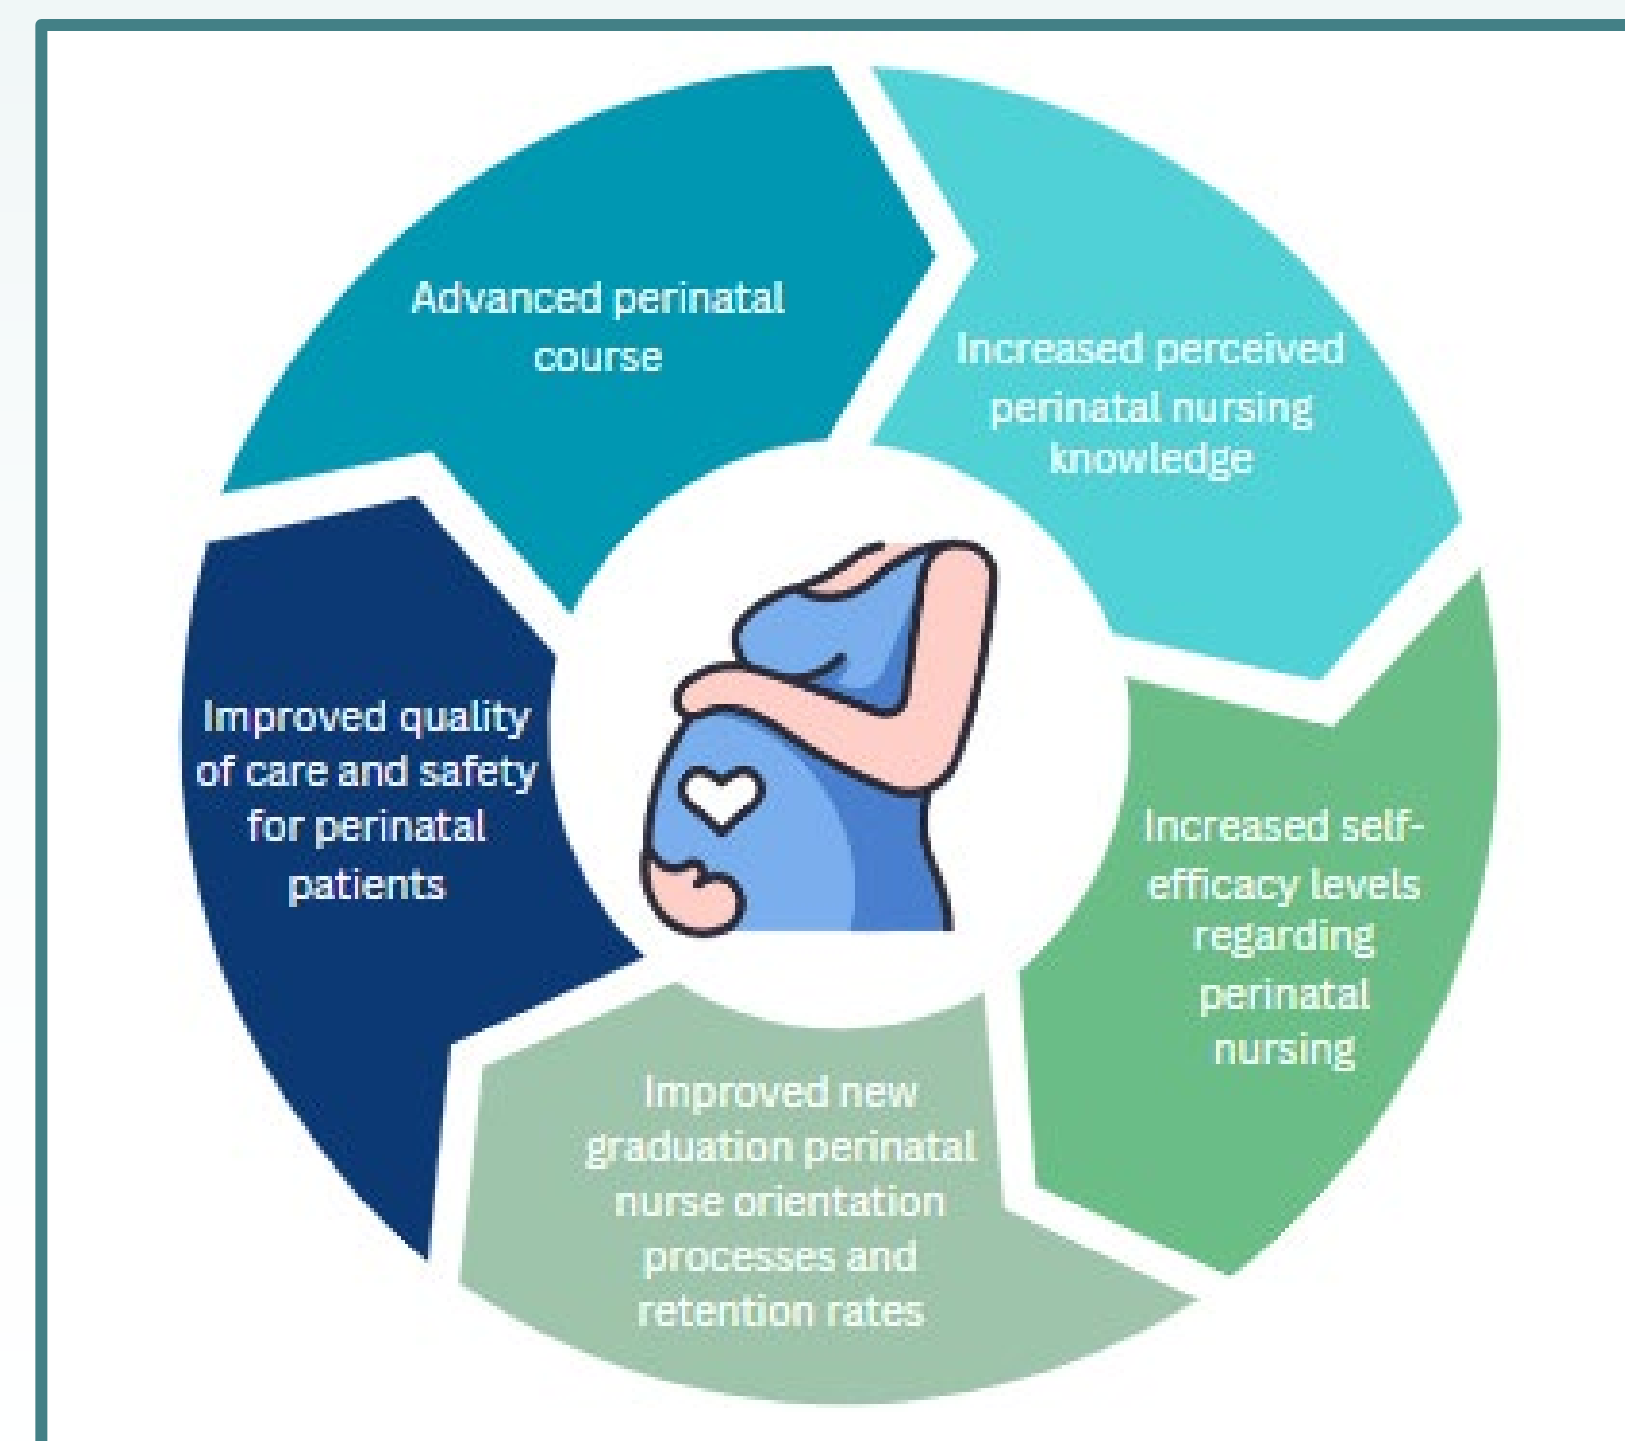 Advanced perinatal
course
Increased perceived
perinatal nursing
knowledge
Increased self-
efficacy levels
regarding
perinatal
nursing
Improved new
graduation perinatal
nurse orientation
processes and
retention rates
Improved quality
of care and safety
for perinatal
patients